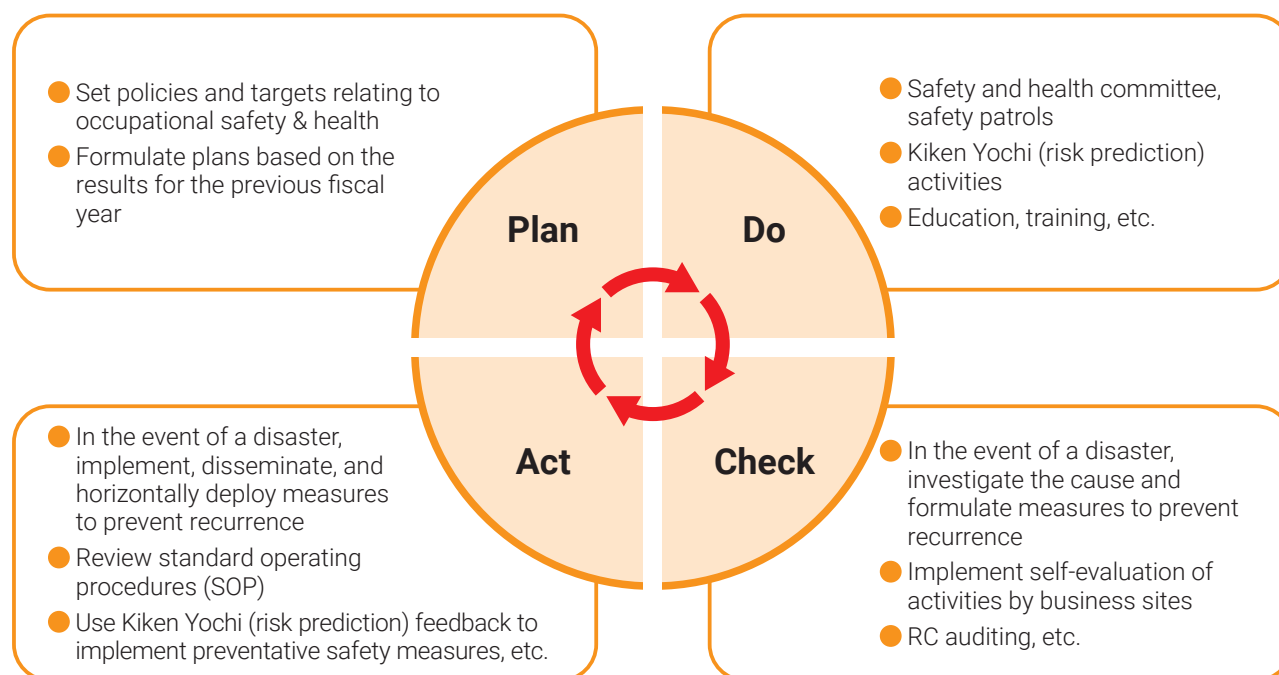 ● Set policies and targets relating to
occupational safety & health
● Formulate plans based on the
results for the previous fiscal
year
Plan
● Safety and health committee,
safety patrols
● Kiken Yochi (risk prediction)
activities
● Education, training, etc.
Do
● In the event of a disaster,
implement, disseminate, and
horizontally deploy measures
to prevent recurrence
● Review standard operating
procedures (SOP)
● Use Kiken Yochi (risk prediction) feedback to
implement preventative safety measures, etc.
Act
Check
● In the event of a disaster,
investigate the cause and
formulate measures to prevent
recurrence
● Implement self-evaluation of
activities by business sites
● RC auditing, etc.